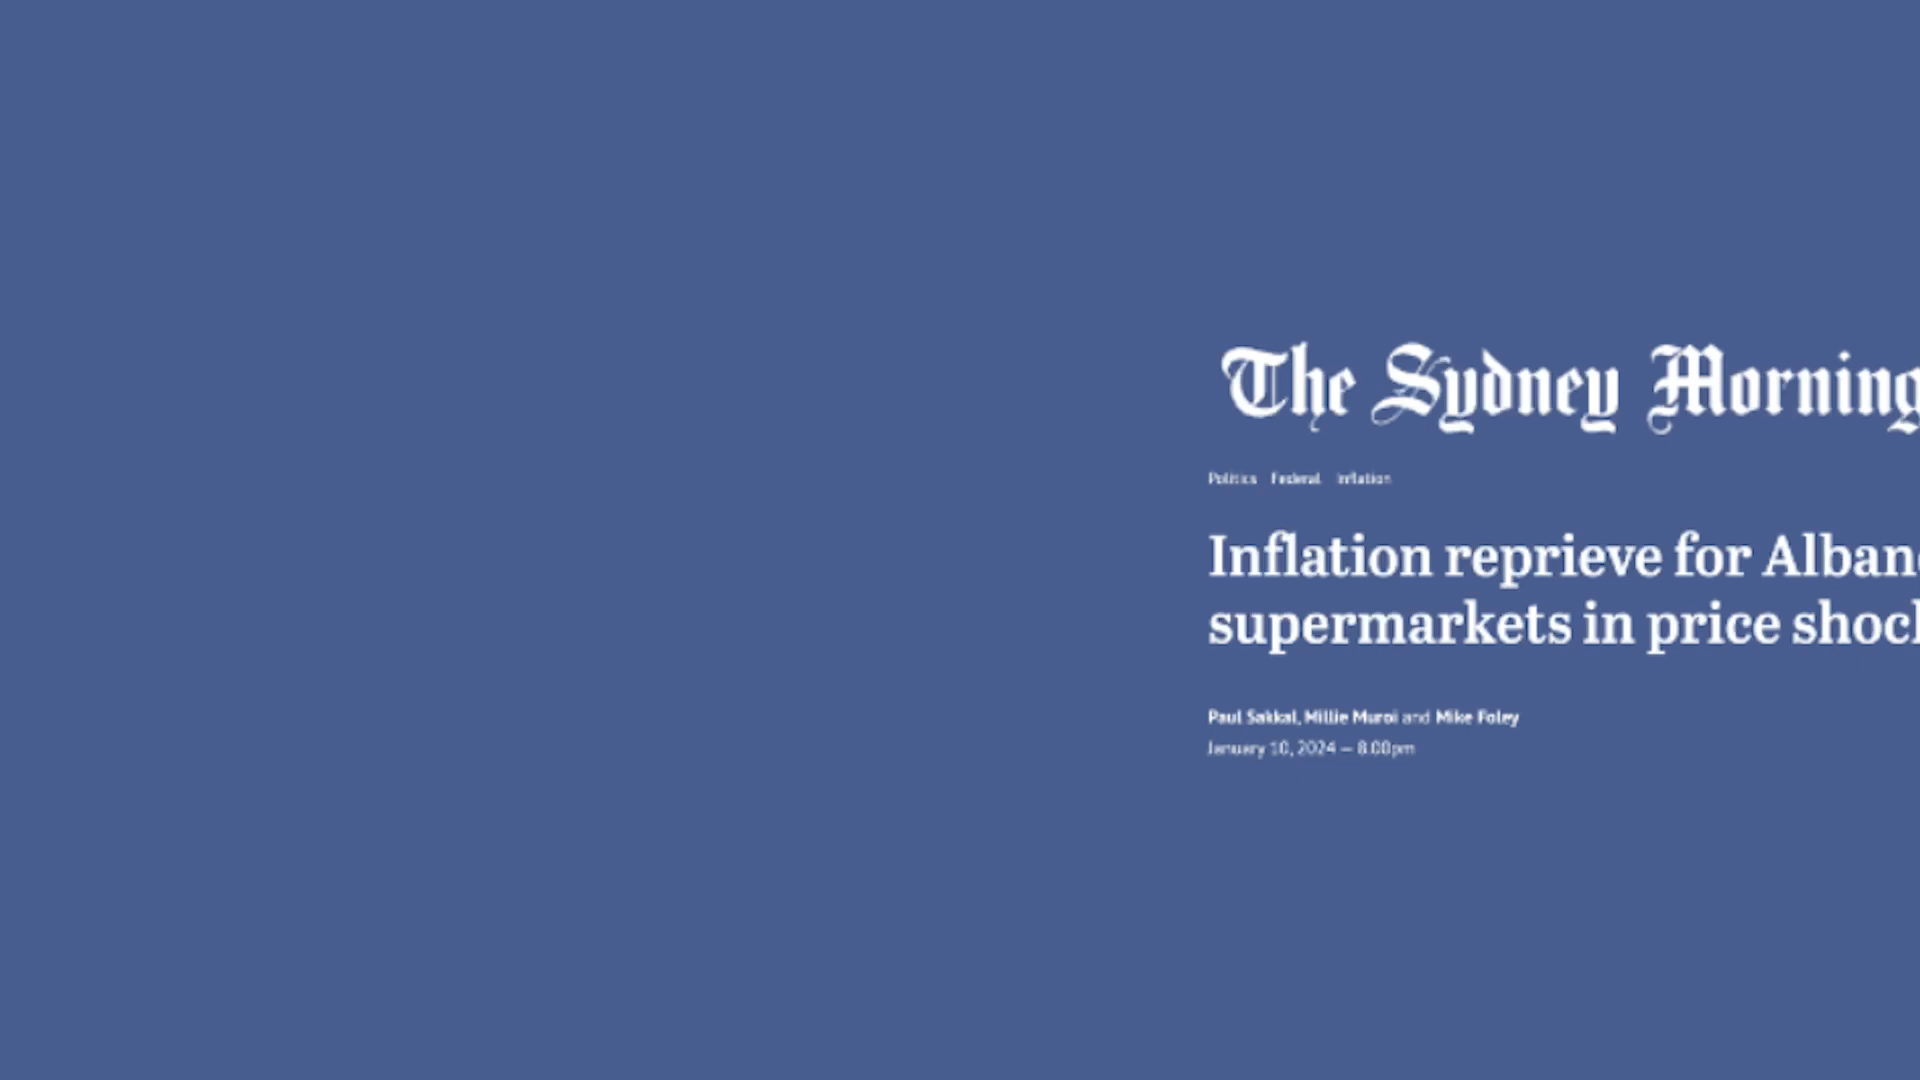 The Sydney Morning
Politics Federal Inflation
Inflation reprieve for Alban
supermarkets in price shoc
Paul Sakkal, Millie Muroi and Mike Foley
January 10, 2024 — 8.00pm